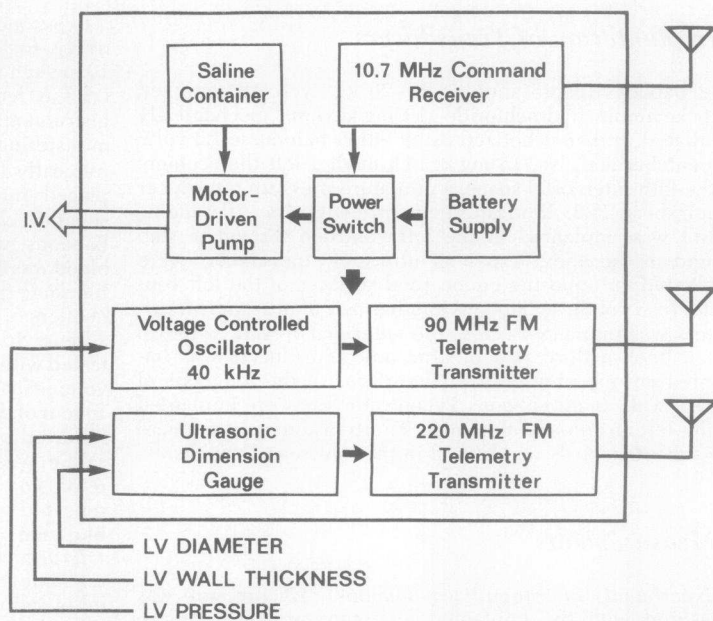 Saline
Container
10.7 MHz Command
Receiver
I.V.
Motor-
Driven
Pump
Power
Switch
Battery
Supply
Voltage Controlled
Oscillator
40 kHz
90 MHz FM
Telemetry
Transmitter
Ultrasonic
Dimension
Gauge
220 MHz FM
Telemetry
Transmitter
LV DIAMETER
LV WALL THICKNESS
LV PRESSURE